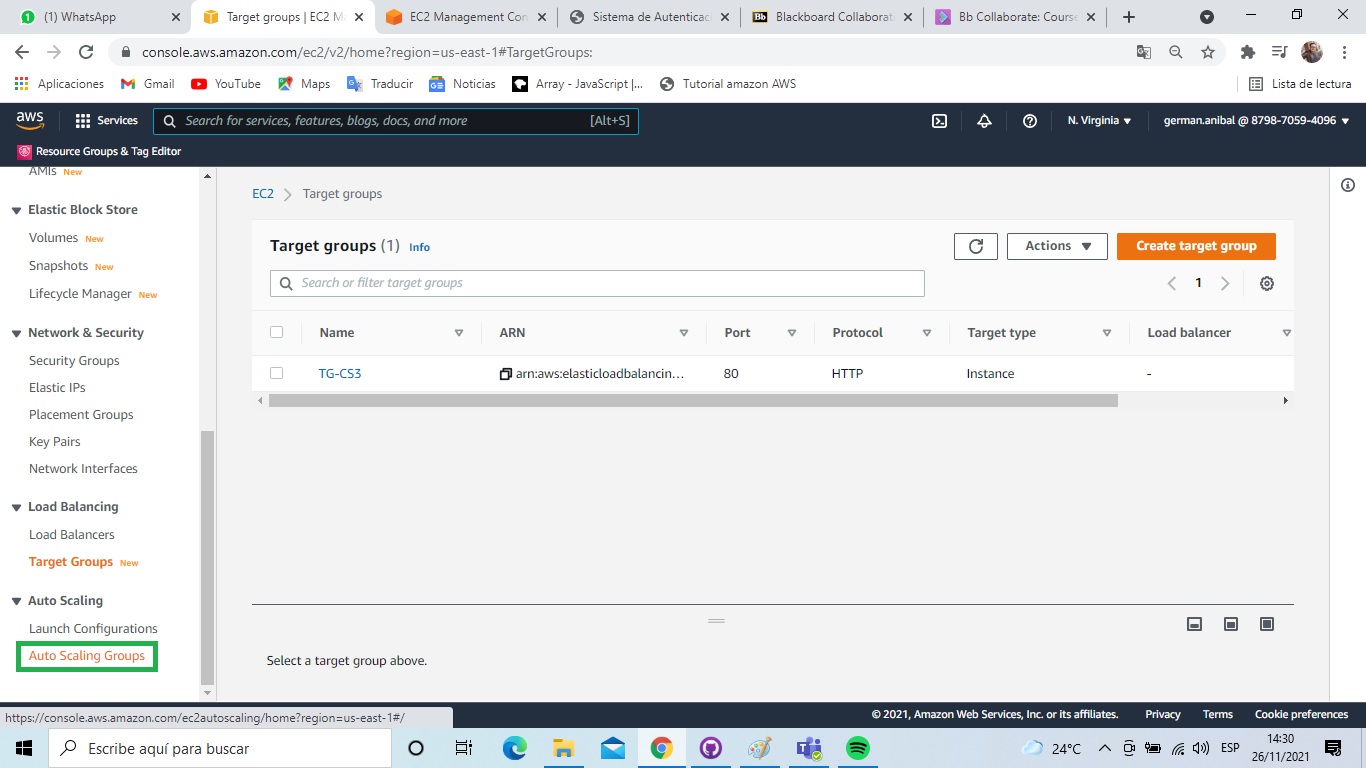 (1) WhatsApp
Target groups | EC2 M
EC2 Management Con
Sistema de Autenticac
Bb Blackboard Collaborat
Bb Collaborate: Course
console.aws.amazon.com/ec2/v2/home?region=us-east-1#TargetGroups:
Aplicaciones Gmail YouTube Maps Traducir Noticias Array - JavaScript |... Tutorial amazon AWS Lista de lectura
aws Services Search for services, features, blogs, docs, and more [Alt+S] N. Virginia german.anibal @ 8798-7059-4096
Resource Groups & Tag Editor
AMIs New
Elastic Block Store
Volumes New
Snapshots New
Lifecycle Manager New
Network & Security
Security Groups
Elastic IPs
Placement Groups
Key Pairs
Network Interfaces
Load Balancing
Load Balancers
Target Groups New
Auto Scaling
Launch Configurations
Auto Scaling Groups
EC2 Target groups
Target groups (1) Info
Actions
Create target group
Search or filter target groups
1
Name ARN Port Protocol Target type Load balancer
TG-CS3 arn:aws:elasticloadbalancin... 80 HTTP Instance -
Select a target group above.
https://console.aws.amazon.com/ec2autoscaling/home?region=us-east-1#/
© 2021, Amazon Web Services, Inc. or its affiliates. Privacy Terms Cookie preferences
Escribe aquí para buscar
24°C
ESP
14:30
26/11/2021